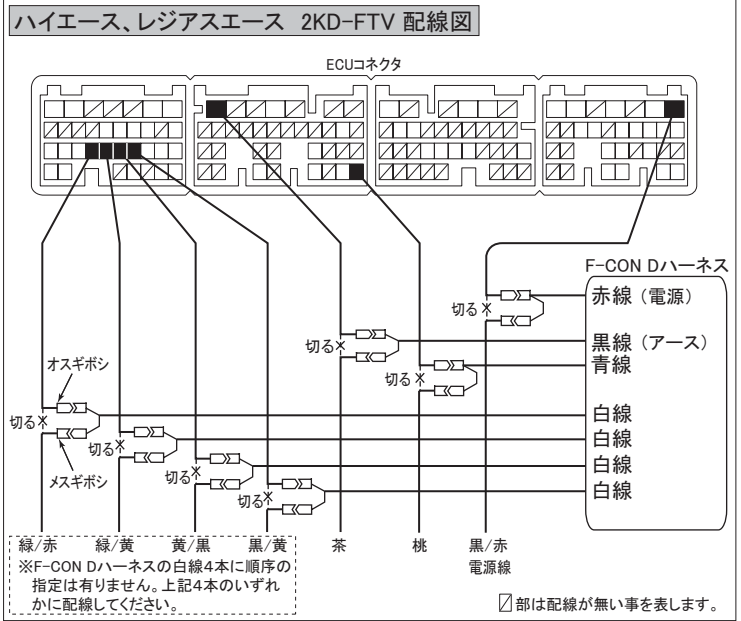 ハイエース、レジアスエース 2KD-FTV 配線図
ECUコネクタ
F-CON Dハーネス
赤線（電源）
切る
黒線（アース）
切る
青線
オスギボシ
切る
白線
切る
白線
切る
メスギボシ
白線
切る
白線
切る
緑/赤 緑/黄 黄/黒 黒/黄 茶 桃 黒/赤
電源線
※F-CON Dハーネスの白線4本に順序の
指定は有りません。上記4本のいずれ
かに配線してください。
部は配線が無い事を表します。